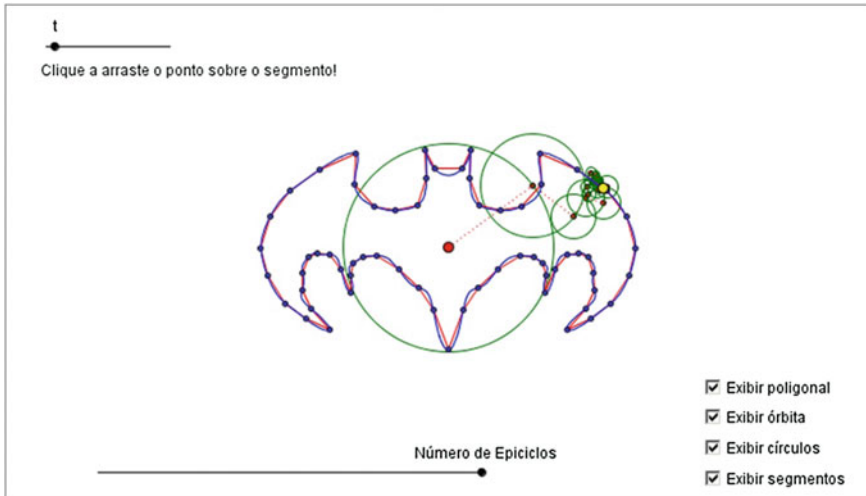 t
Clique a arraste o ponto sobre o segmento!
Número de Epiciclos
Exibir poligonal
Exibir órbita
Exibir círculos
Exibir segmentos